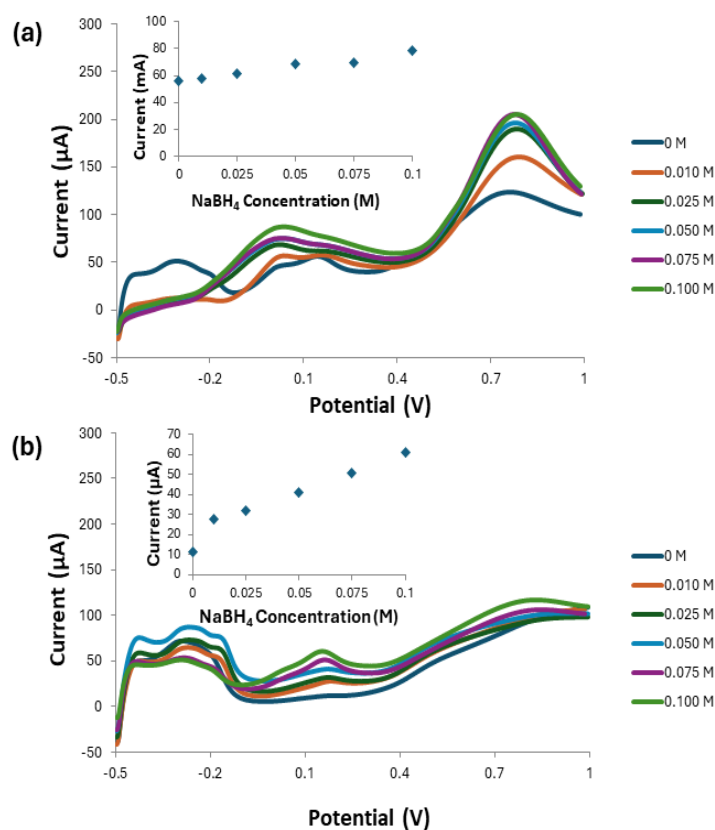 (a)
300
250
200
150
100
50
0
-50
Current (µA)
-0.5 -0.2 0.1 0.4 0.7 1
Potential (V)
100
80
60
40
20
0
Current (mA)
0 0.025 0.05 0.075 0.1
NaBH4 Concentration (M)
0 M
0.010 M
0.025 M
0.050 M
0.075 M
0.100 M
(b)
300
250
200
150
100
50
0
-50
Current (µA)
-0.5 -0.2 0.1 0.4 0.7 1
Potential (V)
70
60
50
40
30
20
10
0
Current (µA)
0 0.025 0.05 0.075 0.1
NaBH4 Concentration (M)
0 M
0.010 M
0.025 M
0.050 M
0.075 M
0.100 M